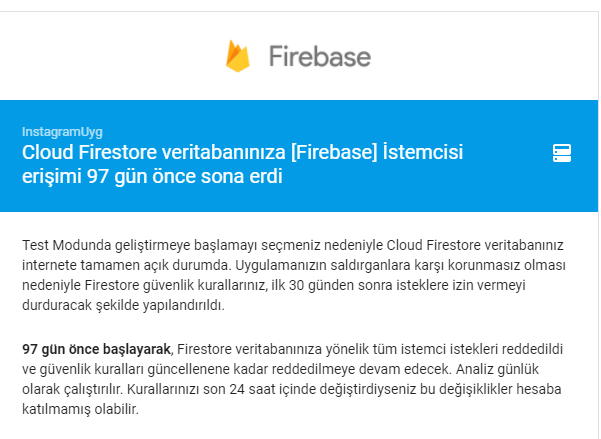 Firebase
InstagramUyg
Cloud Firestore veritabanınıza [Firebase] İstemcisi
erişimi 97 gün önce sona erdi
Test Modunda geliştirmeye başlamayı seçmeniz nedeniyle Cloud Firestore veritabanınız
internete tamamen açık durumda. Uygulamanızın saldırganlara karşı korunmasız olması
nedeniyle Firestore güvenlik kurallarınız, ilk 30 günden sonra isteklere izin vermeyi
durduracak şekilde yapılandırıldı.
97 gün önce başlayarak, Firestore veritabanınıza yönelik tüm istemci istekleri reddedildi
ve güvenlik kuralları güncellenene kadar reddedilmeye devam edecek. Analiz günlük
olarak çalıştırılır. Kurallarınızı son 24 saat içinde değiştirdiyseniz bu değişiklikler hesaba
katılmamış olabilir.